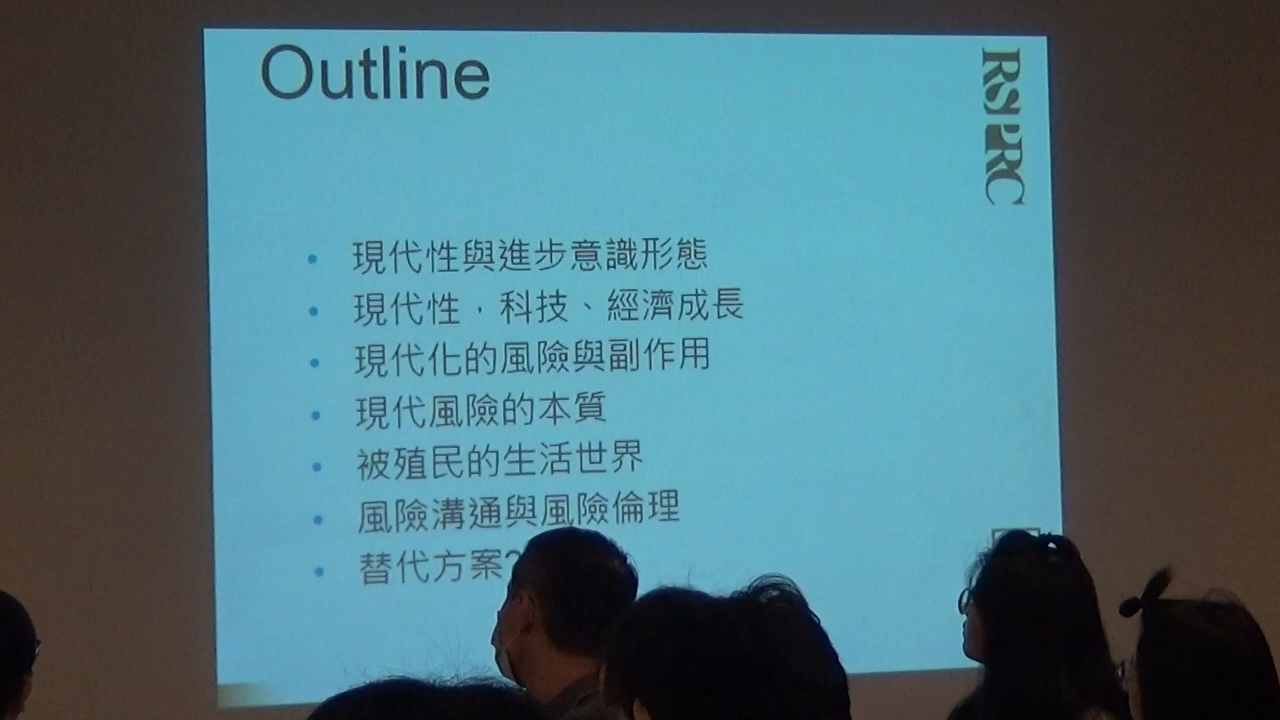 Outline
RSPRC
現代性與進步意識形態
現代性，科技、經濟成長
現代化的風險與副作用
現代風險的本質
被殖民的生活世界
風險溝通與風險倫理
替代方案?